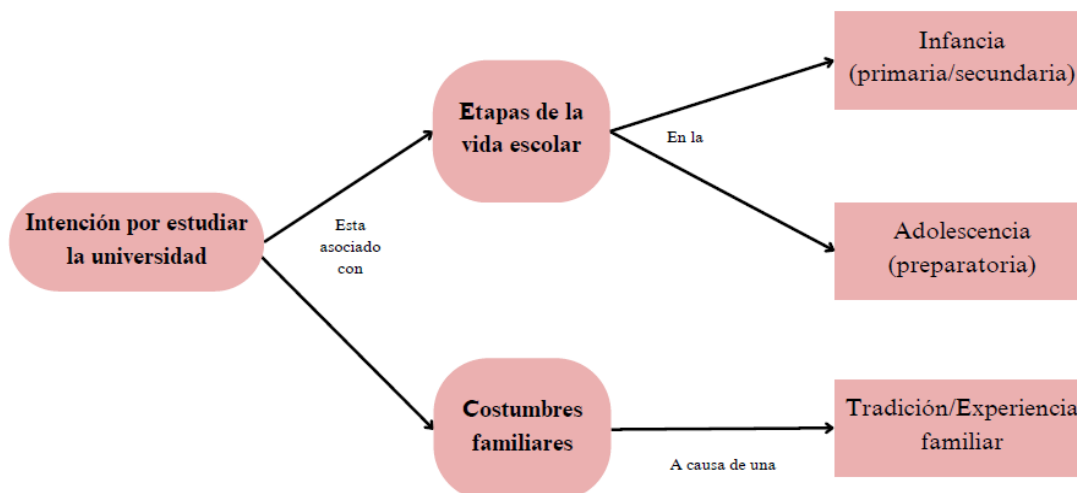 Infancia
(primaria/secundaria)
Etapas de la
vida escolar
En la
Intención por estudiar
la universidad
Esta
asociado
con
Adolescencia
(preparatoria)
Costumbres
familiares
Tradición/Experiencia
familiar
A causa de una